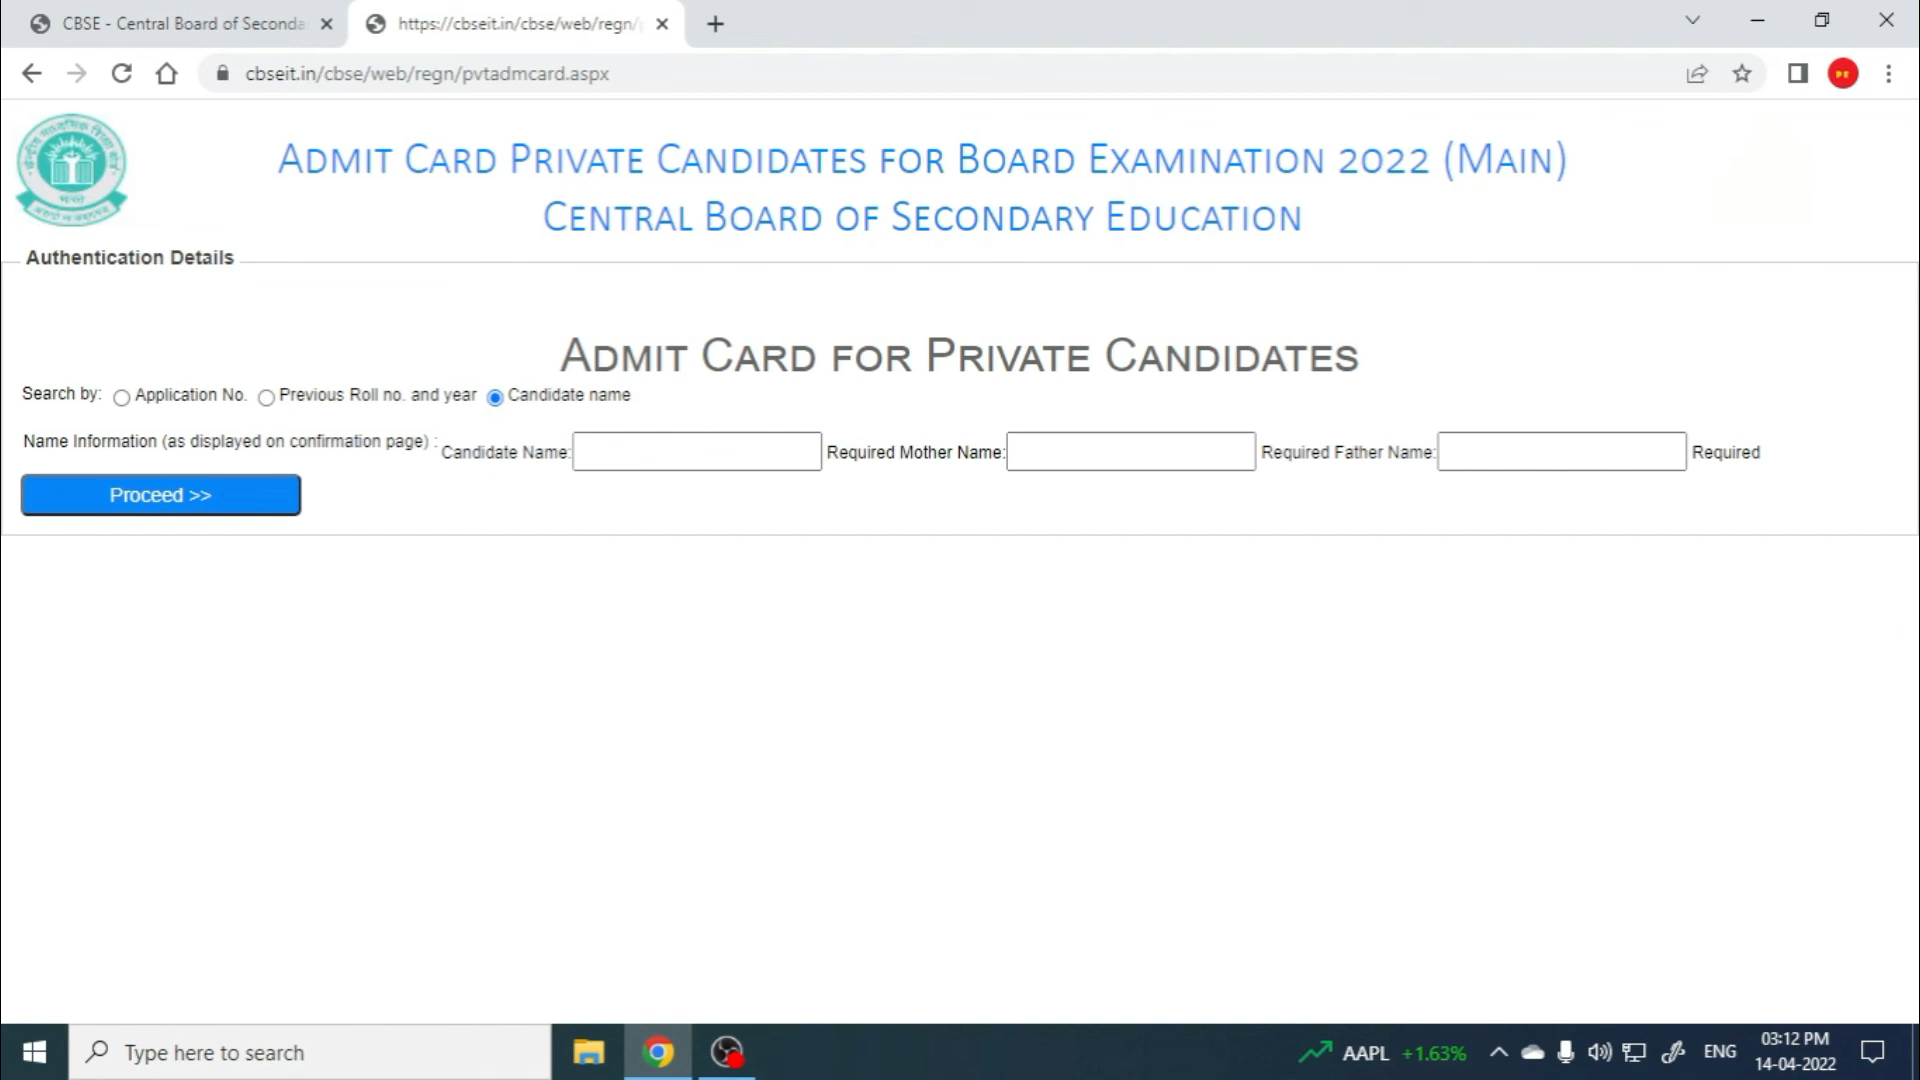 CBSE - Central Board of Seconda
https://cbseit.in/cbse/web/regn/
cbseit.in/cbse/web/regn/pvtadmcard.aspx
ADMIT CARD PRIVATE CANDIDATES FOR BOARD EXAMINATION 2022 (MAIN)
CENTRAL BOARD OF SECONDARY EDUCATION
Authentication Details
ADMIT CARD FOR PRIVATE CANDIDATES
Search by: Application No. Previous Roll no. and year Candidate name
Name Information (as displayed on confirmation page) : Candidate Name: Required Mother Name: Required Father Name: Required
Proceed >>
Type here to search
AAPL +1.63%
ENG
03:12 PM
14-04-2022